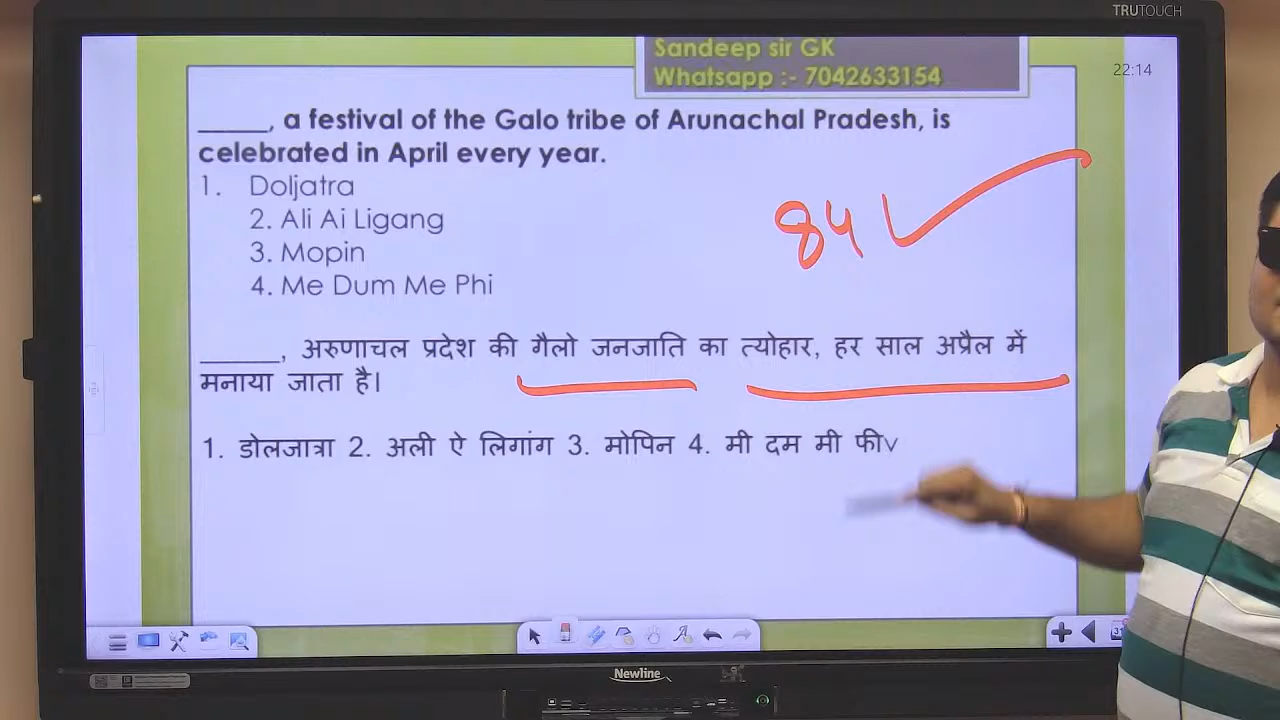 TRUTOUCH
Sandeep sir GK
Whatsapp :- 7042633154
22:14
_____, a festival of the Galo tribe of Arunachal Pradesh, is
celebrated in April every year.
1. Doljatra
2. Ali Ai Ligang
3. Mopin
4. Me Dum Me Phi
84
_____, अरुणाचल प्रदेश की गैलो जनजाति का त्योहार, हर साल अप्रैल में
मनाया जाता है।
1. डोलजात्रा 2. अली ऐ लिगांग 3. मोपिन 4. मी दम मी फीv
Newline